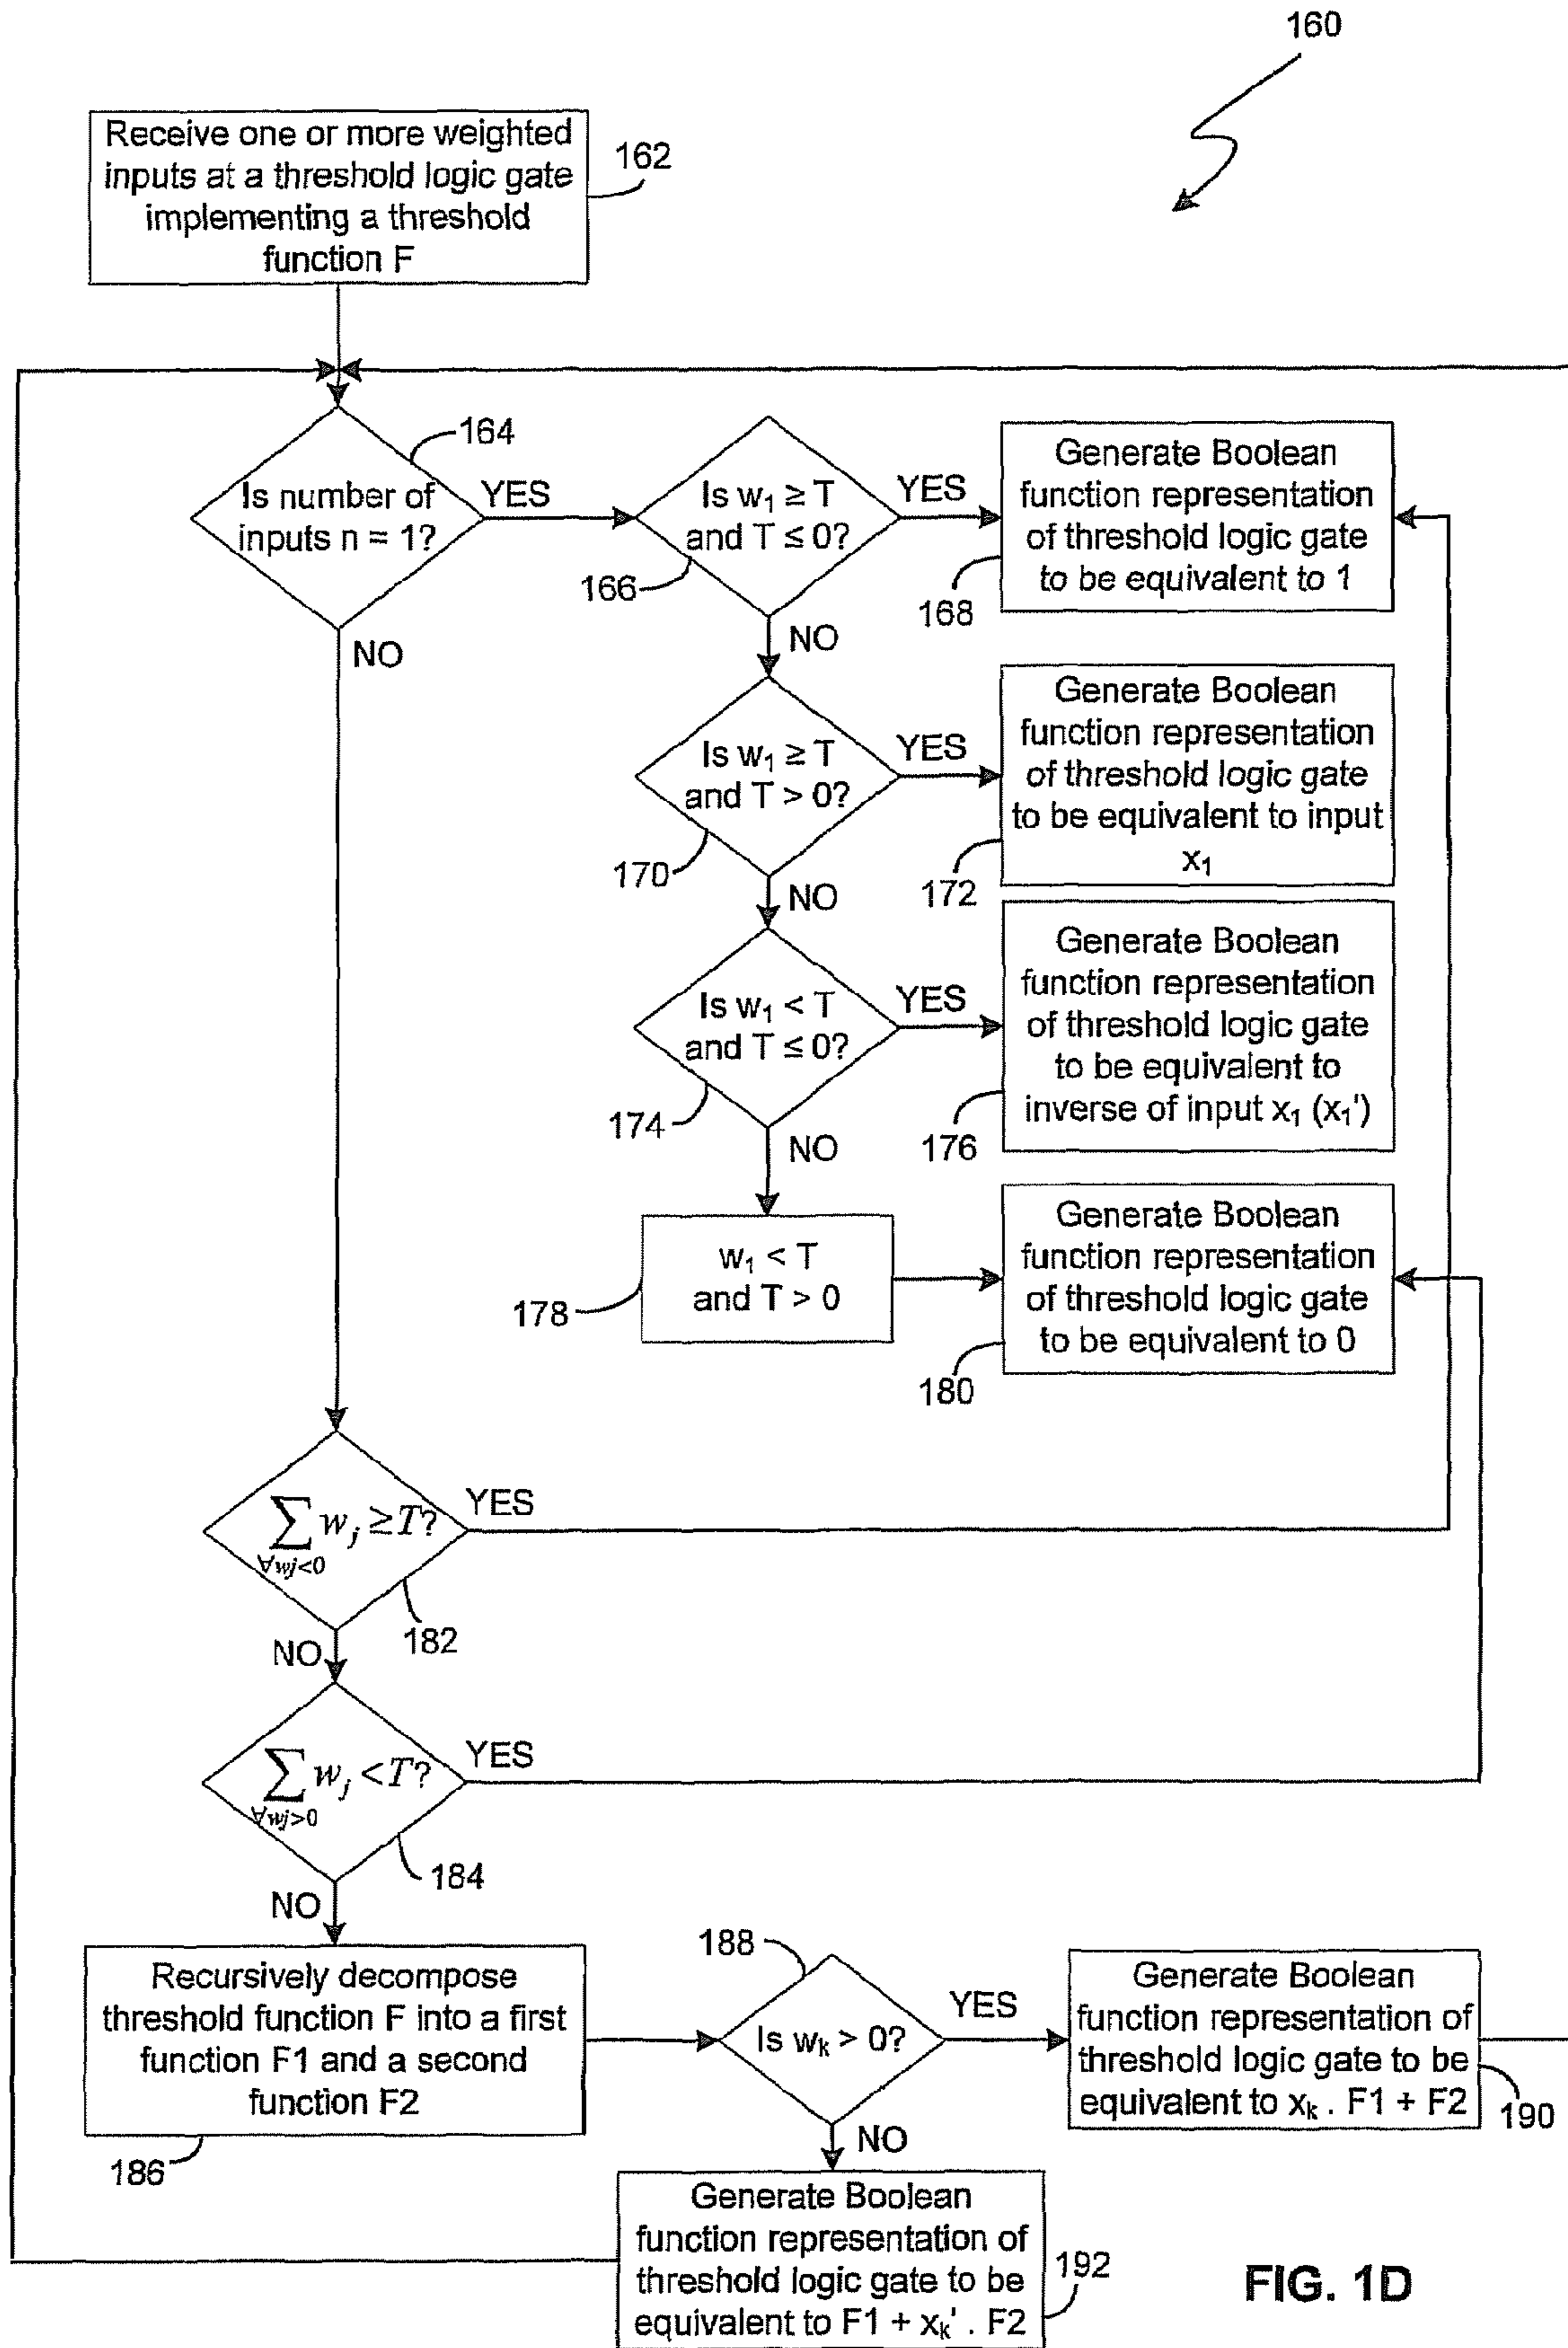 160
Receive one or more weighted
inputs at a threshold logic gate
implementing a threshold
function F
162
164
Is number of
inputs n = 1?
YES
NO
Is w₁ ≥ T
and T ≤ 0?
166
YES
NO
Generate Boolean
function representation
of threshold logic gate
to be equivalent to 1
168
Is w₁ ≥ T
and T > 0?
170
YES
NO
Generate Boolean
function representation
of threshold logic gate
to be equivalent to input
x₁
172
Is w₁ < T
and T ≤ 0?
174
YES
NO
Generate Boolean
function representation
of threshold logic gate
to be equivalent to
inverse of input x₁ (x₁')
176
w₁ < T
and T > 0
178
Generate Boolean
function representation
of threshold logic gate
to be equivalent to 0
180
∑ wⱼ ≥T?
∀wj<0
YES
182
NO
∑ wⱼ <T?
∀wj>0
YES
184
NO
Recursively decompose
threshold function F into a first
function F1 and a second
function F2
186
188
Is wₖ > 0?
YES
NO
Generate Boolean
function representation of
threshold logic gate to be
equivalent to xₖ . F1 + F2
190
Generate Boolean
function representation of
threshold logic gate to be
equivalent to F1 + xₖ' . F2
192
FIG. 1D